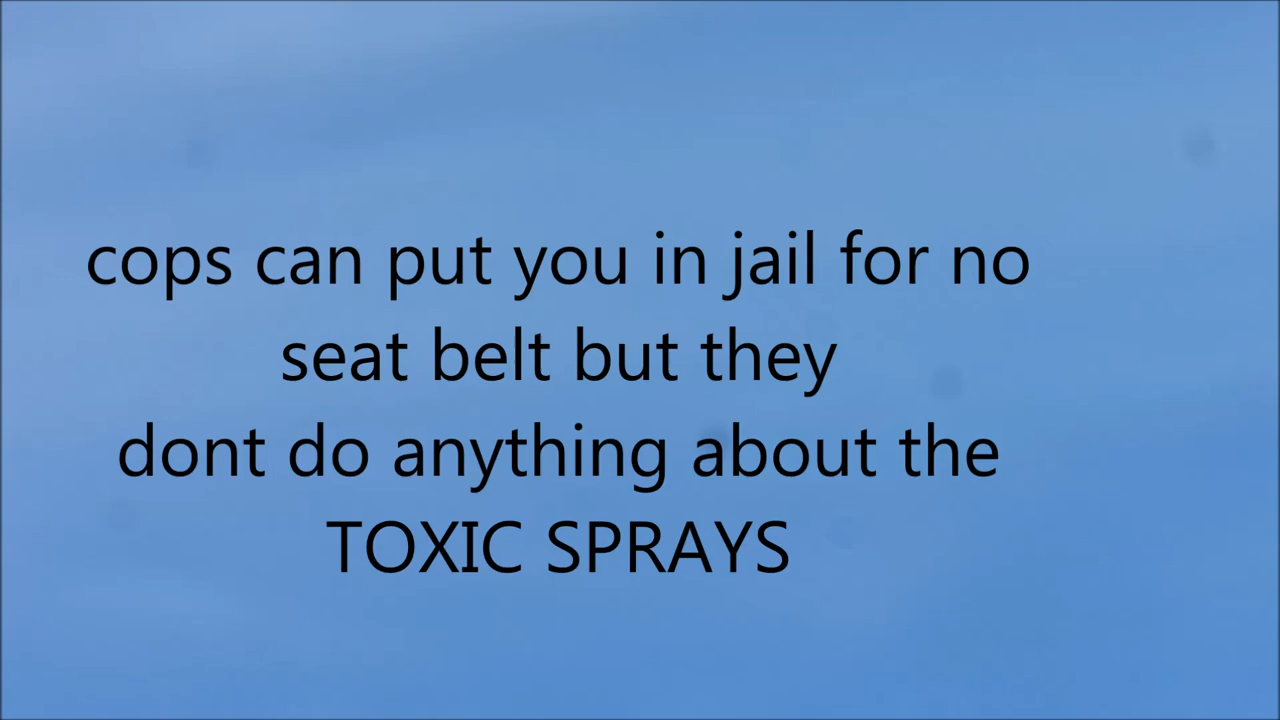 cops can put you in jail for no
seat belt but they
dont do anything about the
TOXIC SPRAYS